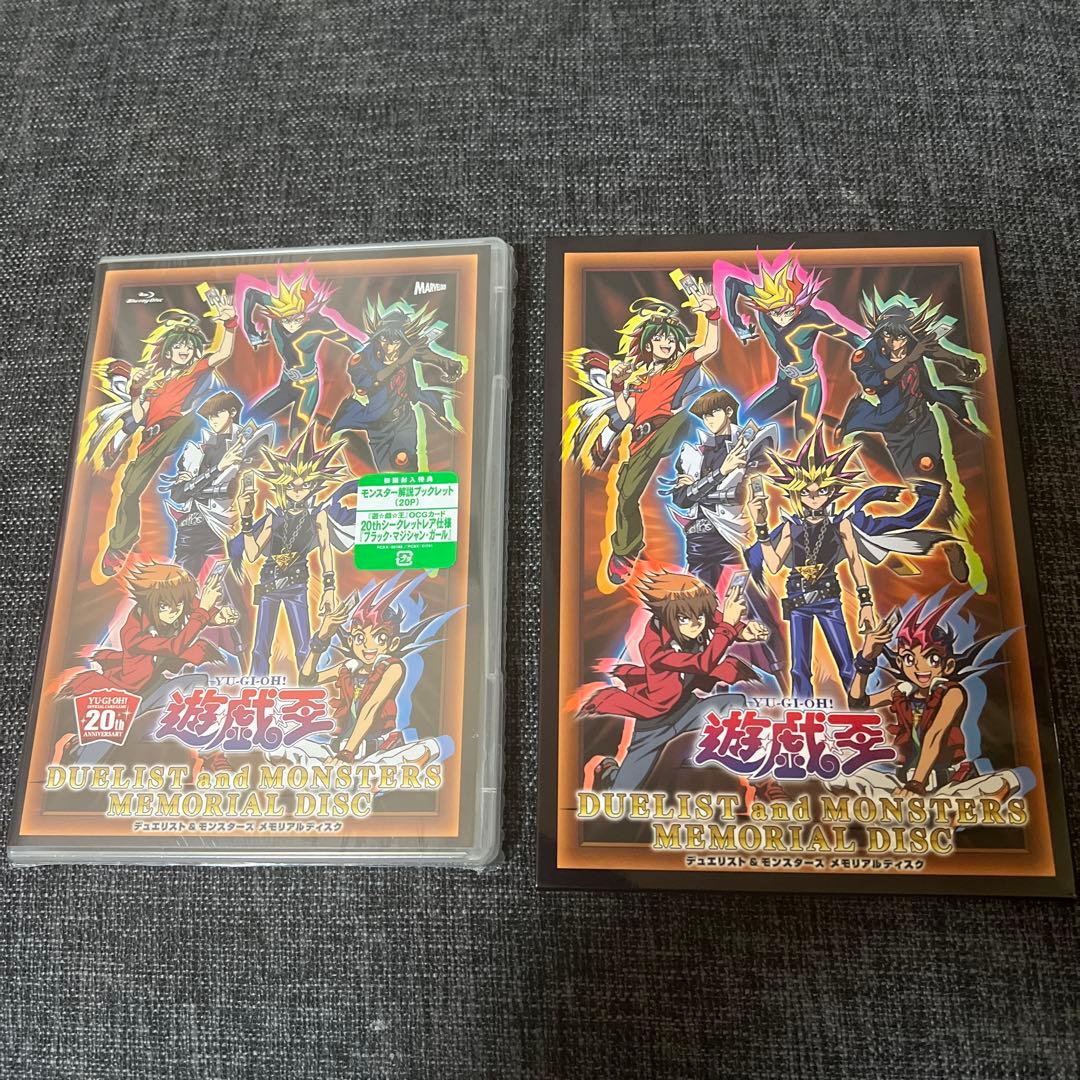 Blu-ray Disc
MARVELOUS
初回封入特典
モンスター解説ブックレット
(20P)
『遊☆戯☆王』OCGカード
20thシークレットレア仕様
『ブラック・マジシャン・ガール』
YU-GI-OH!
OFFICIAL CARD GAME
20th
ANNIVERSARY
YU-GI-OH!
遊戯王
DUELIST and MONSTERS
MEMORIAL DISC
デュエリスト&モンスターズ メモリアルディスク
YU-GI-OH!
遊戯王
DUELIST and MONSTERS
MEMORIAL DISC
デュエリスト&モンスターズ メモリアルディスク